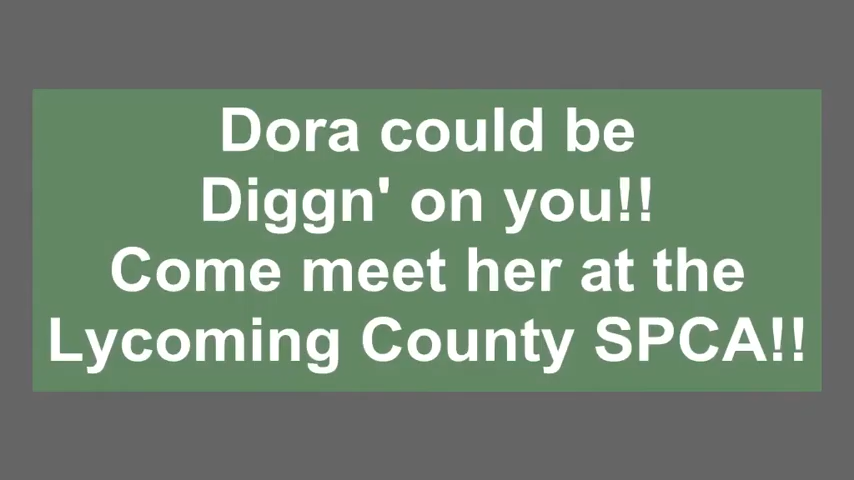 Dora could be
Diggn' on you!!
Come meet her at the
Lycoming County SPCA!!